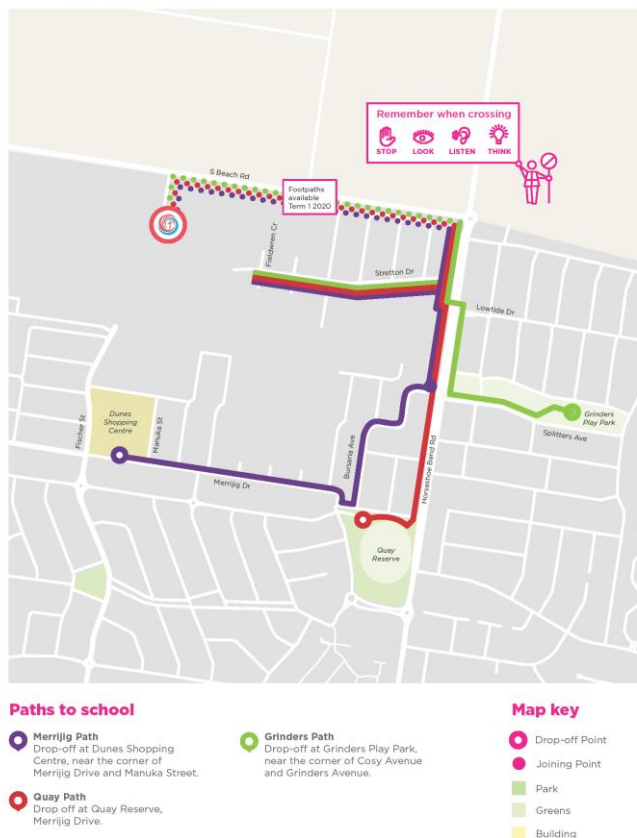 Remember when crossing
STOP LOOK LISTEN THINK
S Beach Rd
Footpaths
available
Term 1 2020
Fieldwren Cr
Stretton Dr
Lowtide Dr
Grinders
Play Park
Splitters Ave
Dunes
Shopping
Centre
Fischer St
Manuka St
Bursaria Ave
Horseshoe Bend Rd
Merrijig Dr
Quay
Reserve
Paths to school
Merrijig Path
Drop-off at Dunes Shopping
Centre, near the corner of
Merrijig Drive and Manuka Street.
Quay Path
Drop off at Quay Reserve,
Merrijig Drive.
Grinders Path
Drop-off at Grinders Play Park,
near the corner of Cosy Avenue
and Grinders Avenue.
Map key
Drop-off Point
Joining Point
Park
Greens
Building